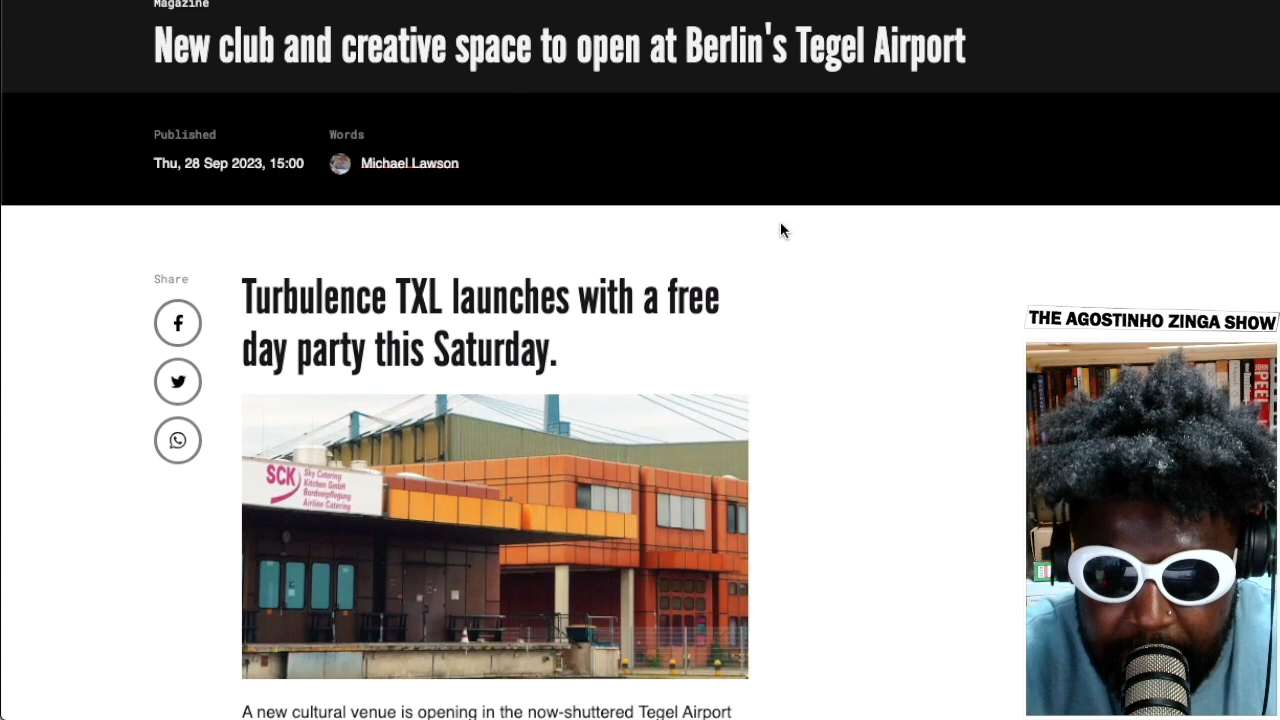 Magazine
New club and creative space to open at Berlin's Tegel Airport
Published
Words
Thu, 28 Sep 2023, 15:00
Michael Lawson
Share
Turbulence TXL launches with a free
day party this Saturday.
SCK
Sky Catering
Kitchen GmbH
Bordverpflegung
Airline Catering
THE AGOSTINHO ZINGA SHOW
PEEL
A new cultural venue is opening in the now-shuttered Tegel Airport